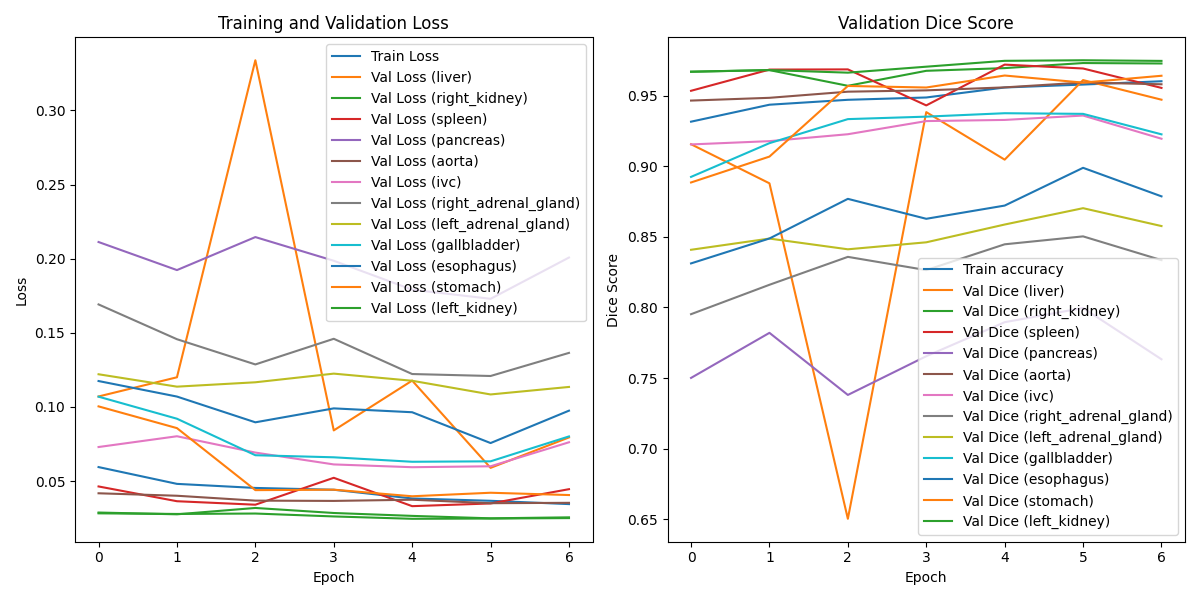 Training and Validation Loss
Loss
0.30
0.25
0.20
0.15
0.10
0.05
0 1 2 3 4 5 6
Epoch
Train Loss
Val Loss (liver)
Val Loss (right_kidney)
Val Loss (spleen)
Val Loss (pancreas)
Val Loss (aorta)
Val Loss (ivc)
Val Loss (right_adrenal_gland)
Val Loss (left_adrenal_gland)
Val Loss (gallbladder)
Val Loss (esophagus)
Val Loss (stomach)
Val Loss (left_kidney)
Validation Dice Score
Dice Score
0.95
0.90
0.85
0.80
0.75
0.70
0.65
0 1 2 3 4 5 6
Epoch
Train accuracy
Val Dice (liver)
Val Dice (right_kidney)
Val Dice (spleen)
Val Dice (pancreas)
Val Dice (aorta)
Val Dice (ivc)
Val Dice (right_adrenal_gland)
Val Dice (left_adrenal_gland)
Val Dice (gallbladder)
Val Dice (esophagus)
Val Dice (stomach)
Val Dice (left_kidney)